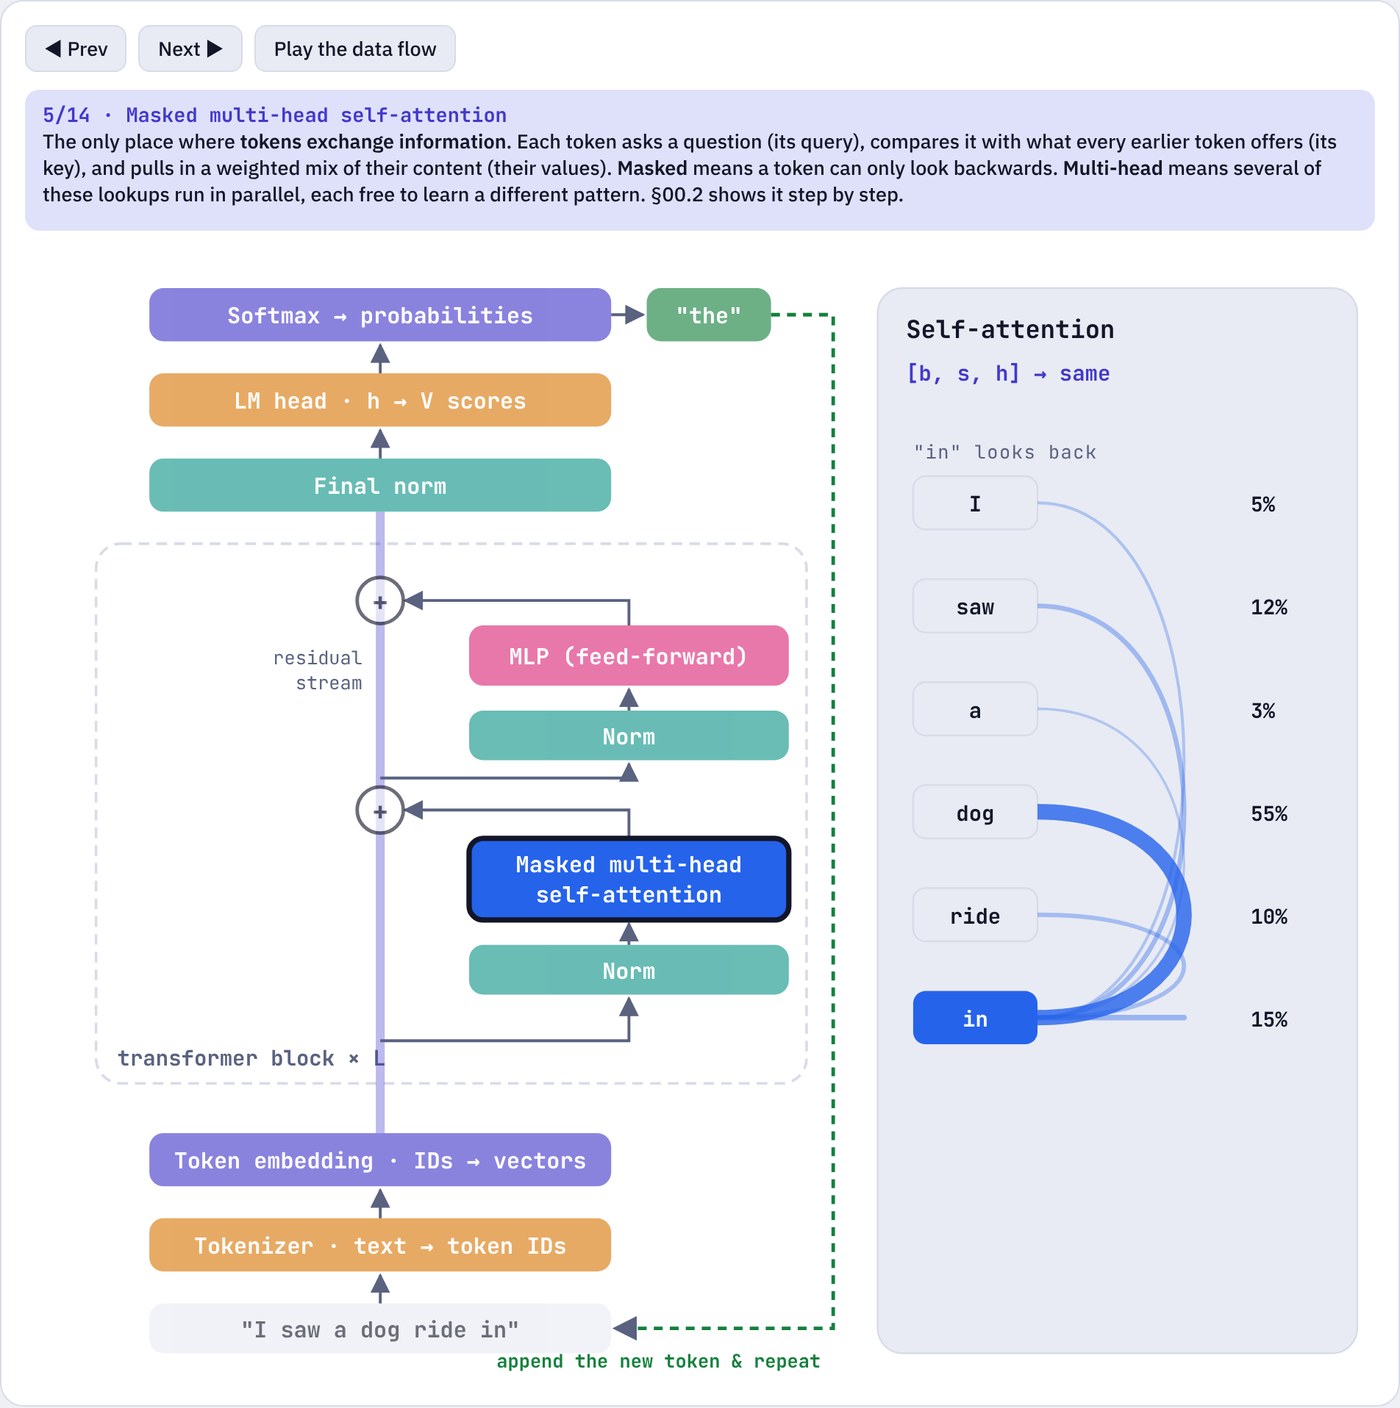 ◀ Prev
Next ▶
Play the data flow
5/14 · Masked multi-head self-attention
The only place where tokens exchange information. Each token asks a question (its query), compares it with what every earlier token offers (its
key), and pulls in a weighted mix of their content (their values). Masked means a token can only look backwards. Multi-head means several of
these lookups run in parallel, each free to learn a different pattern. §00.2 shows it step by step.
Softmax → probabilities
"the"
LM head · h → V scores
Final norm
+
residual
stream
MLP (feed-forward)
Norm
+
Masked multi-head
self-attention
Norm
transformer block × L
Token embedding · IDs → vectors
Tokenizer · text → token IDs
"I saw a dog ride in"
append the new token & repeat
Self-attention
[b, s, h] → same
"in" looks back
I 5%
saw 12%
a 3%
dog 55%
ride 10%
in 15%